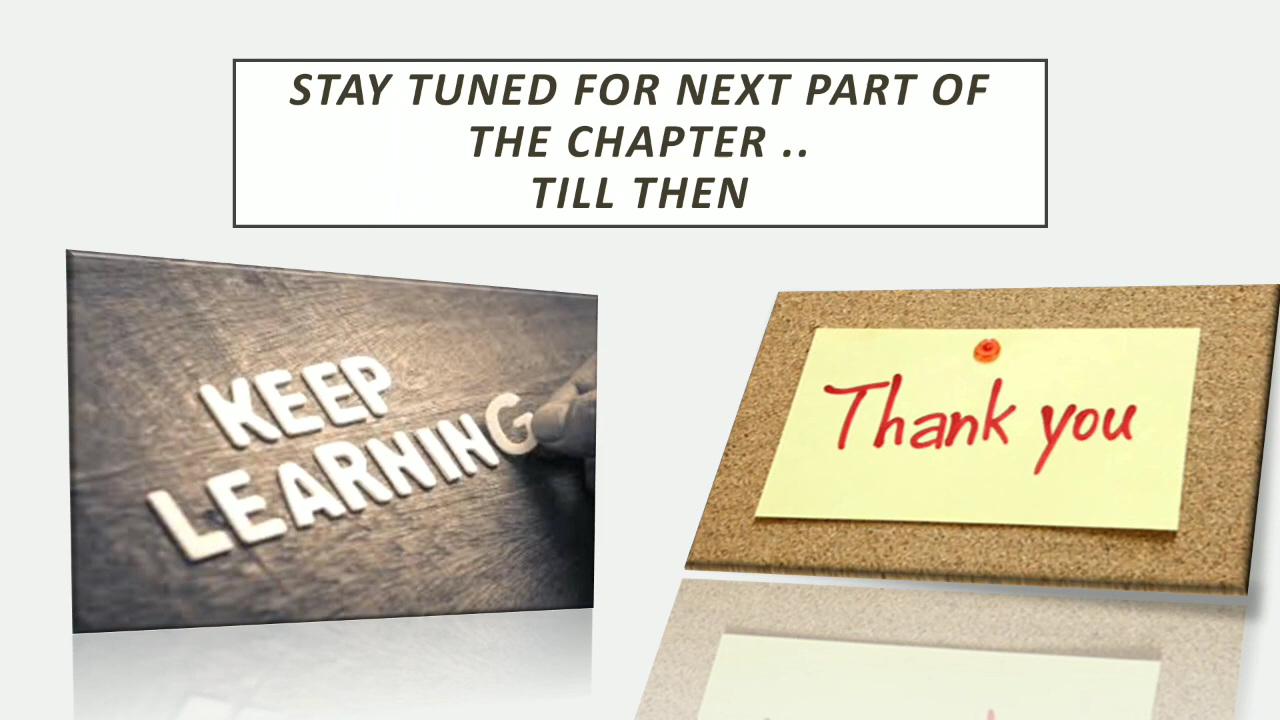 STAY TUNED FOR NEXT PART OF
THE CHAPTER ..
TILL THEN
KEEP
LEARNING
Thank you